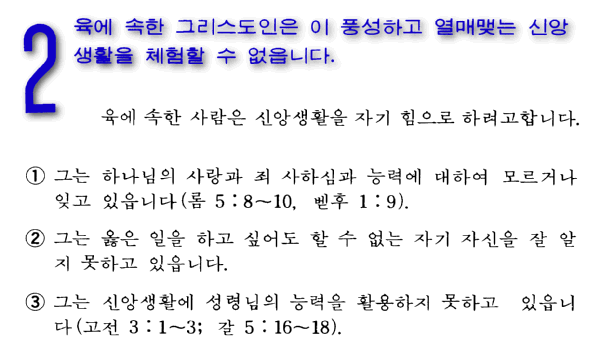 2
육에 속한 그리스도인은 이 풍성하고 열매맺는 신앙
생활을 체험할 수 없읍니다.
육에 속한 사람은 신앙생활을 자기 힘으로 하려고합니다.
① 그는 하나님의 사랑과 죄 사하심과 능력에 대하여 모르거나
잊고 있읍니다(롬 5:8~10, 벧후 1:9).
② 그는 옳은 일을 하고 싶어도 할 수 없는 자기 자신을 잘 알
지 못하고 있읍니다.
③ 그는 신앙생활에 성령님의 능력을 활용하지 못하고 있읍니
다(고전 3:1~3; 갈 5:16~18).